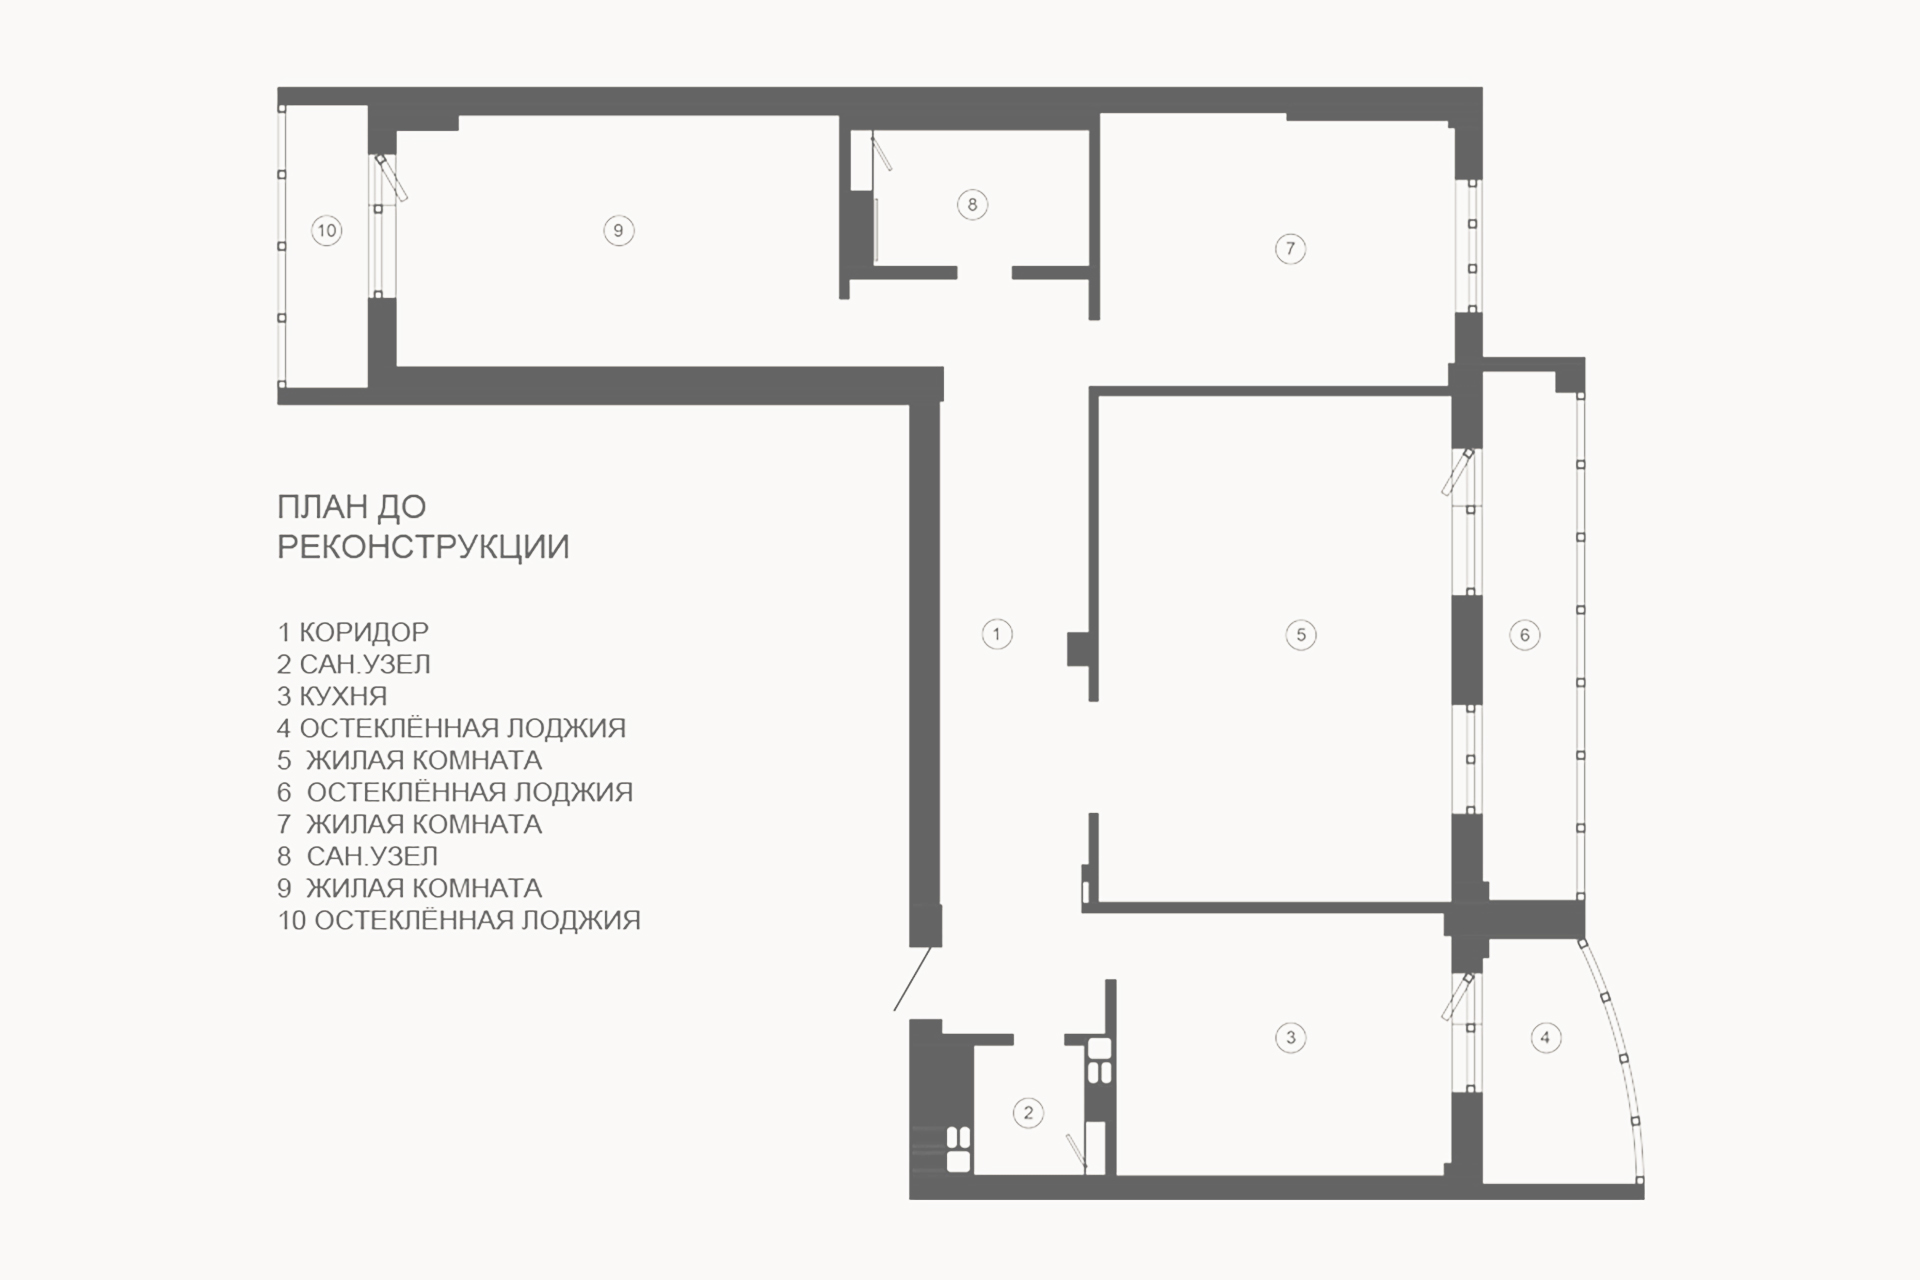 10
9
8
7
ПЛАН ДО
РЕКОНСТРУКЦИИ
1 КОРИДОР
2 САН.УЗЕЛ
3 КУХНЯ
4 ОСТЕКЛЁННАЯ ЛОДЖИЯ
5 ЖИЛАЯ КОМНАТА
6 ОСТЕКЛЁННАЯ ЛОДЖИЯ
7 ЖИЛАЯ КОМНАТА
8 САН.УЗЕЛ
9 ЖИЛАЯ КОМНАТА
10 ОСТЕКЛЁННАЯ ЛОДЖИЯ
1
5
6
3
4
2